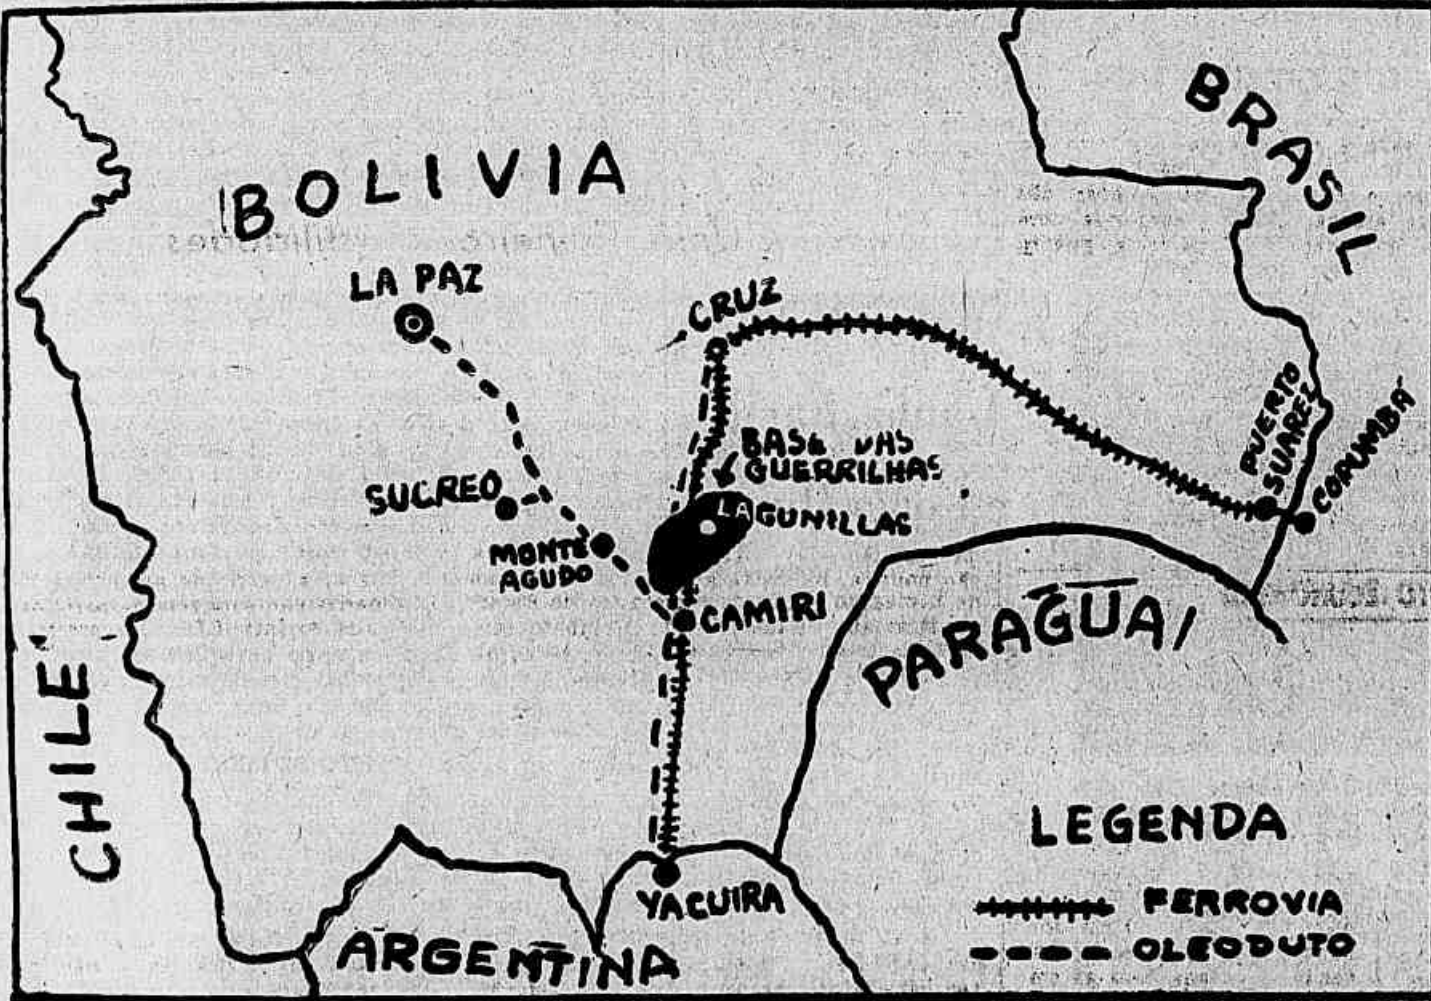 BOLIVIA
BRASIL
LA PAZ
CRUZ
PUERTO
SUAREZ
CORUMBÁ
BASE DAS
GUERRILHAS
LAGUNILLAS
SUCREO
MONTE
AGUDO
CAMIRI
PARAGUAI
CHILE
YACUIRA
ARGENTINA
LEGENDA
FERROVIA
OLEODUTO